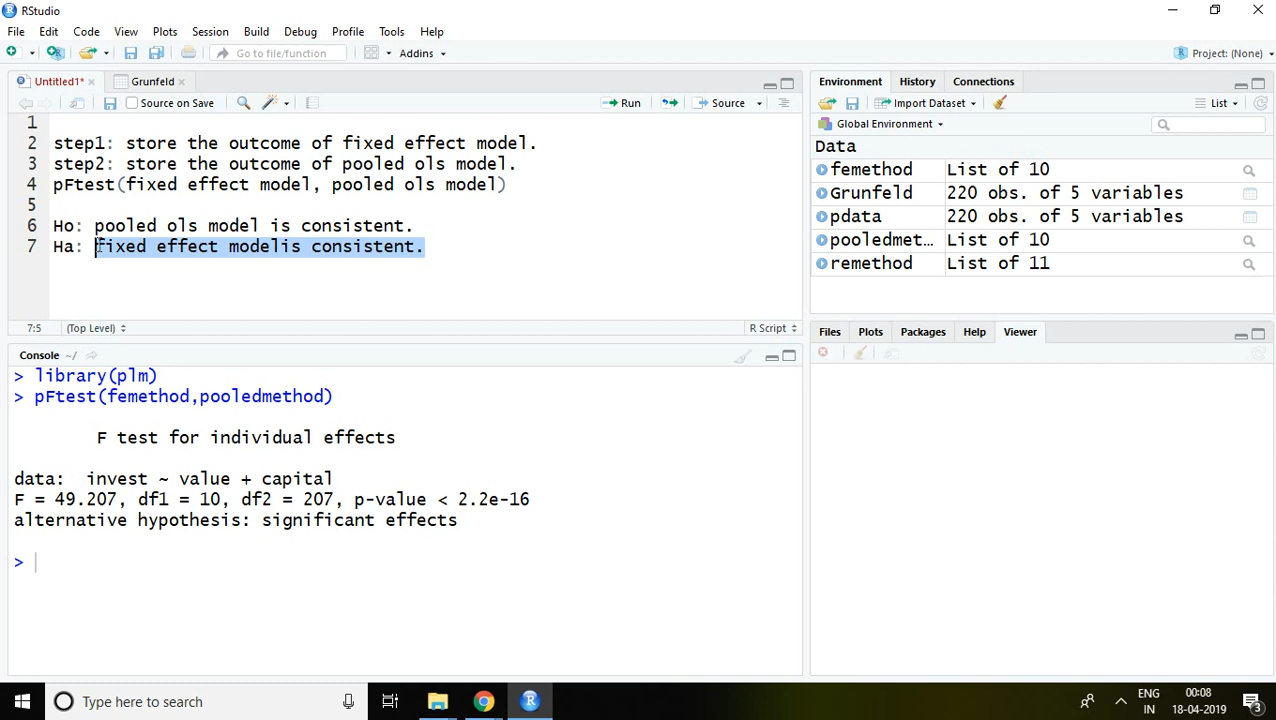 RStudio
File Edit Code View Plots Session Build Debug Profile Tools Help
Go to file/function Addins Project: (None)
Untitled1* Grunfeld
Source on Save Run Source
1
2 step1: store the outcome of fixed effect model.
3 step2: store the outcome of pooled ols model.
4 pFtest(fixed effect model, pooled ols model)
5
6 Ho: pooled ols model is consistent.
7 Ha: fixed effect modelis consistent.
7:5 (Top Level) R Script
Console ~/
> library(plm)
> pFtest(femethod,pooledmethod)
F test for individual effects
data:  invest ~ value + capital
F = 49.207, df1 = 10, df2 = 207, p-value < 2.2e-16
alternative hypothesis: significant effects
>
Environment History Connections
Import Dataset List
Global Environment
Data
femethod List of 10
Grunfeld 220 obs. of 5 variables
pdata 220 obs. of 5 variables
pooledmet… List of 10
remethod List of 11
Files Plots Packages Help Viewer
Type here to search
ENG
IN
00:08
18-04-2019
3